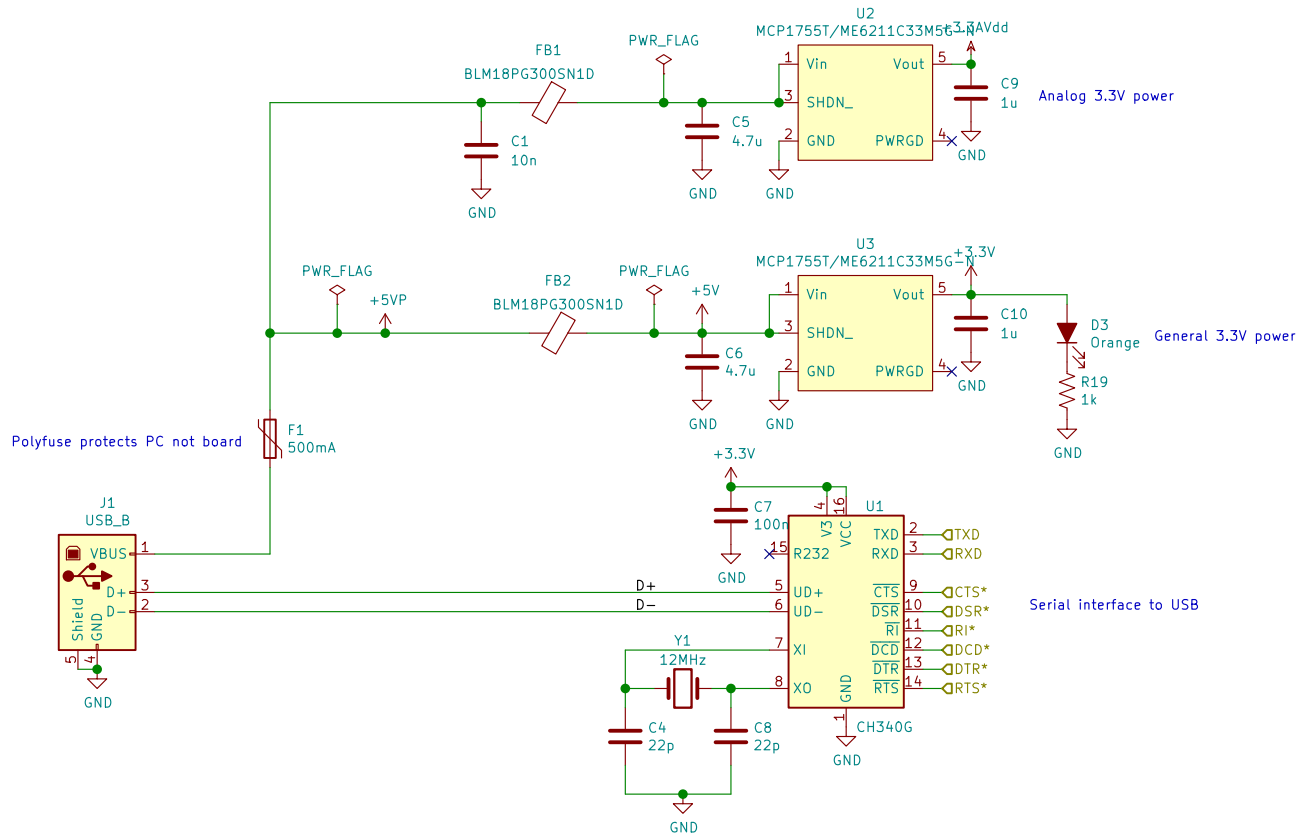 U2
MCP1755T/ME6211C33M5G-N
+3.3AVdd
PWR_FLAG
FB1
BLM18PG300SN1D
1
Vin
Vout
5
3
SHDN_
2
GND
PWRGD
4
C9
1u
Analog 3.3V power
C5
4.7u
C1
10n
GND
GND
GND
GND
U3
MCP1755T/ME6211C33M5G-N
+3.3V
PWR_FLAG
+5VP
FB2
BLM18PG300SN1D
PWR_FLAG
+5V
1
Vin
Vout
5
3
SHDN_
2
GND
PWRGD
4
C10
1u
D3
Orange
General 3.3V power
C6
4.7u
GND
R19
1k
GND
GND
GND
Polyfuse protects PC not board
F1
500mA
+3.3V
C7
100n
GND
J1
USB_B
VBUS
1
D+
3
D-
2
Shield
GND
5
4
GND
D+
D-
U1
4
16
V3
VCC
15
R232
5
UD+
6
UD-
7
XI
8
XO
TXD
2
TXD
RXD
3
RXD
CTS
9
CTS*
DSR
10
DSR*
RI
11
RI*
DCD
12
DCD*
DTR
13
DTR*
RTS
14
RTS*
GND
1
CH340G
GND
Serial interface to USB
Y1
12MHz
C4
22p
C8
22p
GND